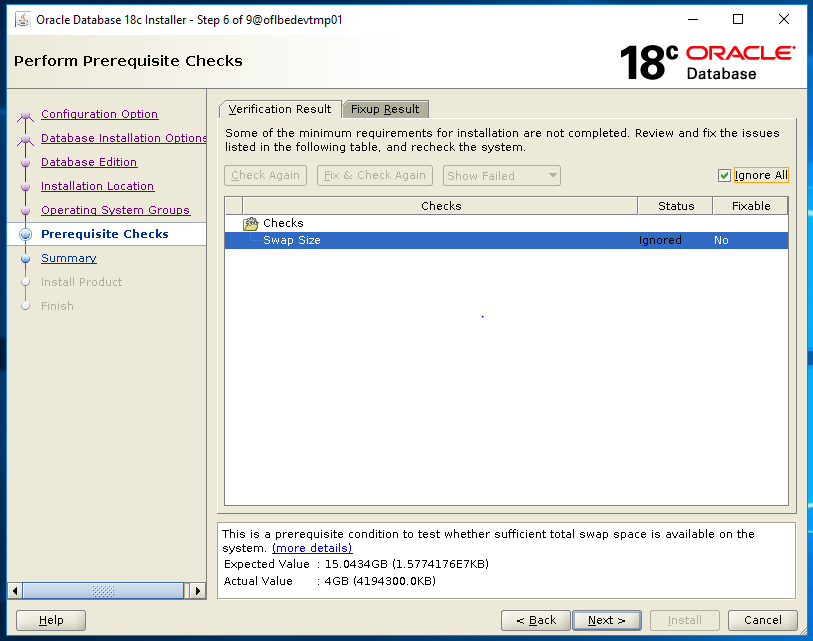 Oracle Database 18c Installer - Step 6 of 9@oflbedevtmp01
Perform Prerequisite Checks
18c ORACLE
Database
Configuration Option
Database Installation Options
Database Edition
Installation Location
Operating System Groups
Prerequisite Checks
Summary
Install Product
Finish
Verification Result Fixup Result
Some of the minimum requirements for installation are not completed. Review and fix the issues
listed in the following table, and recheck the system.
Check Again Fix & Check Again Show Failed Ignore All
Checks Status Fixable
Checks
Swap Size Ignored No
This is a prerequisite condition to test whether sufficient total swap space is available on the
system. (more details)
Expected Value : 15.0434GB (1.5774176E7KB)
Actual Value : 4GB (4194300.0KB)
Help < Back Next > Install Cancel